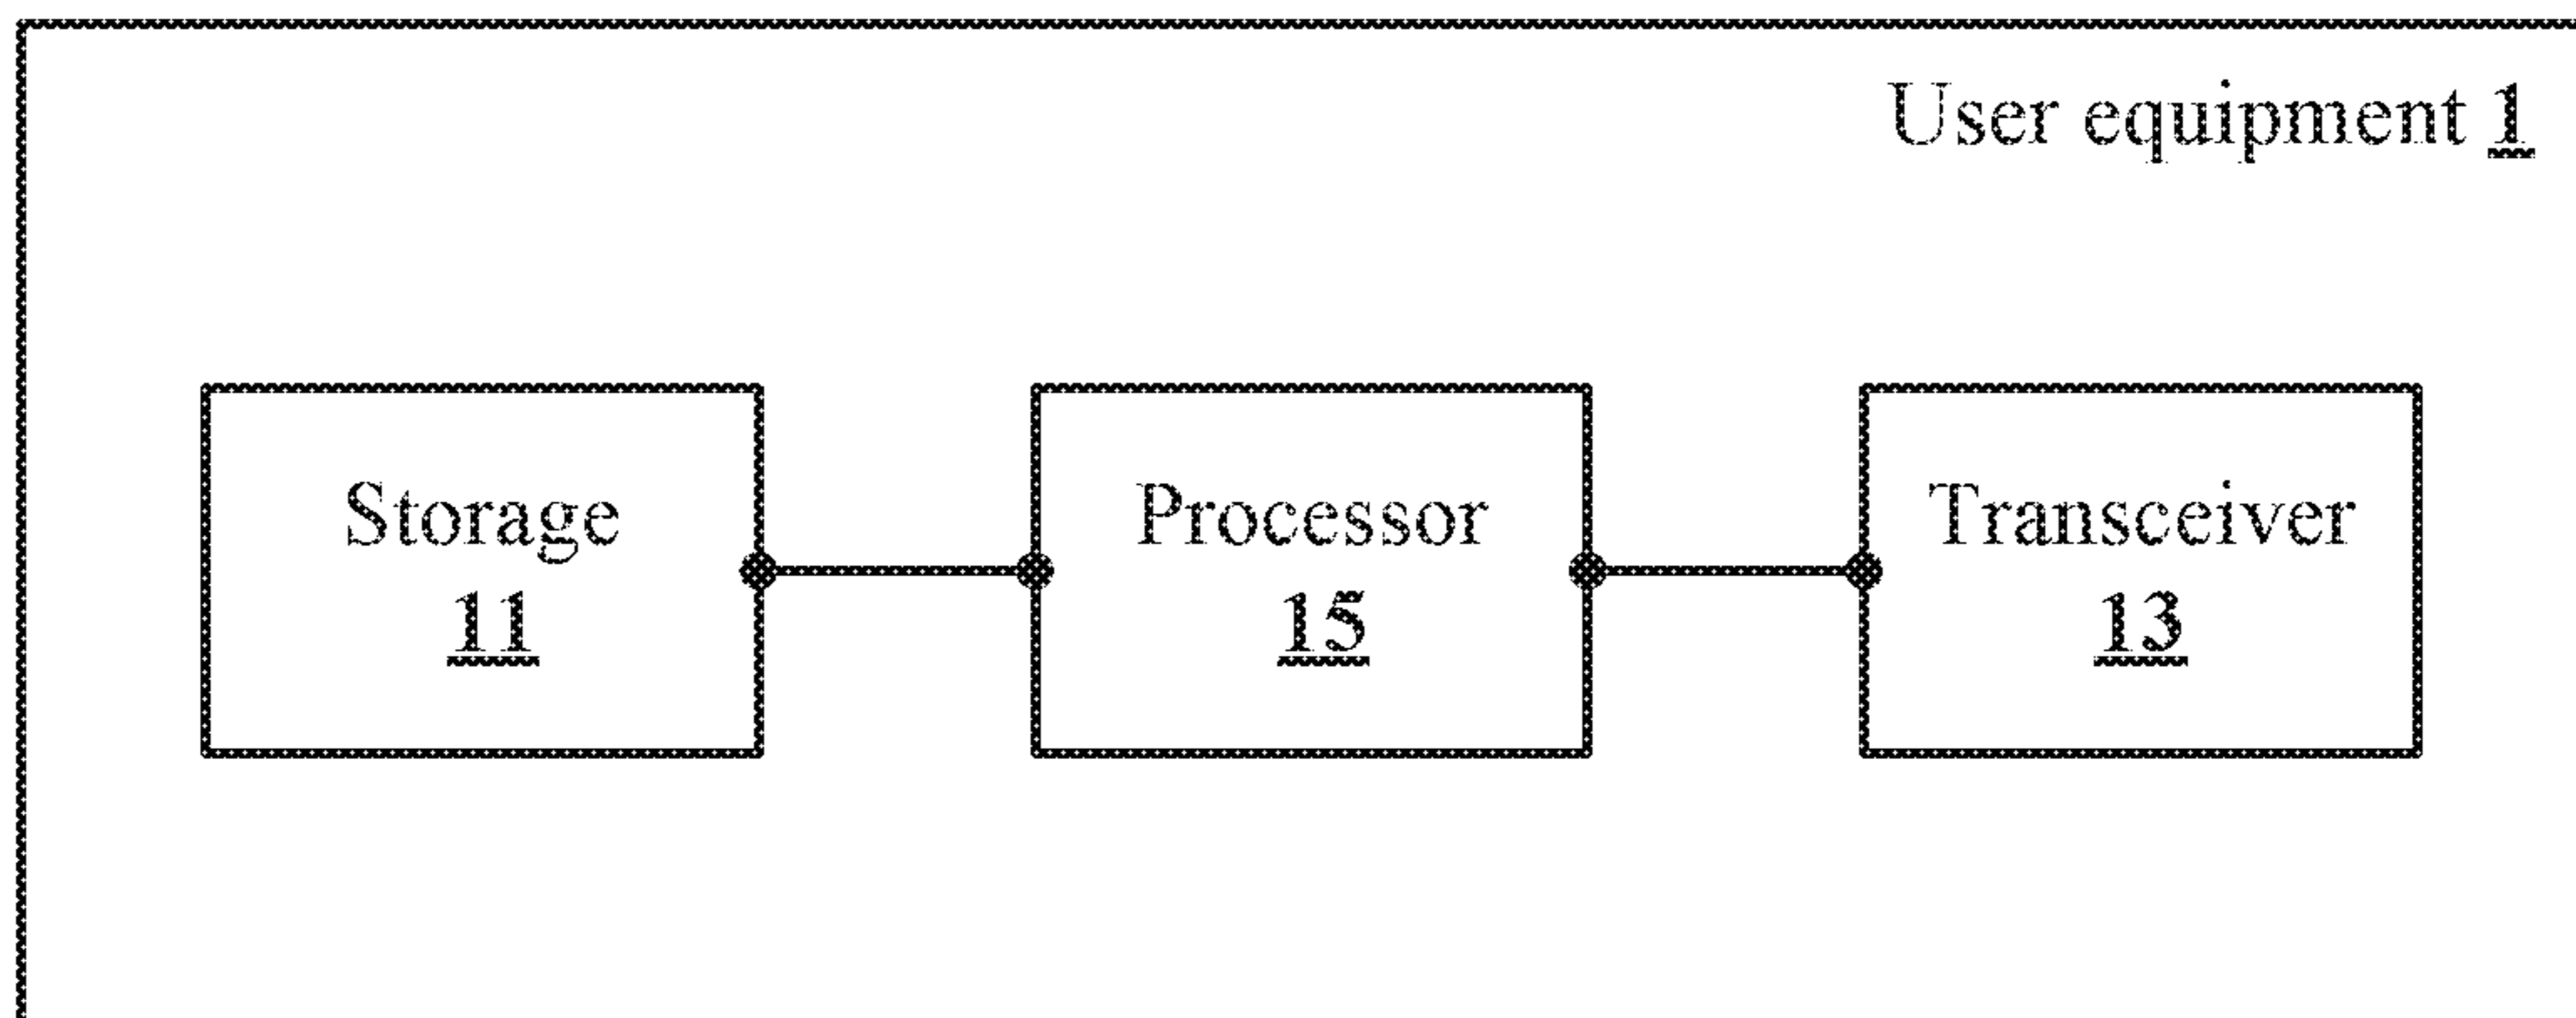 User equipment 1
Storage
11
Processor
15
Transceiver
13